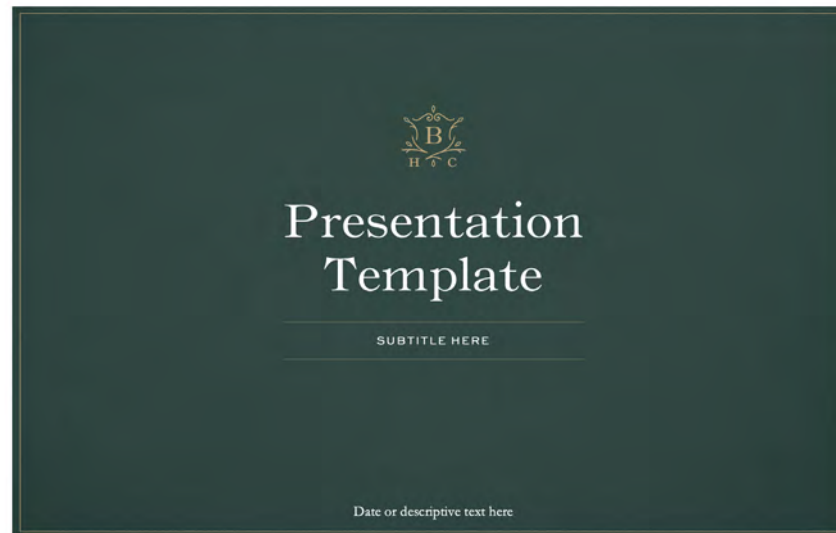 B
H C
Presentation
Template
SUBTITLE HERE
Date or descriptive text here